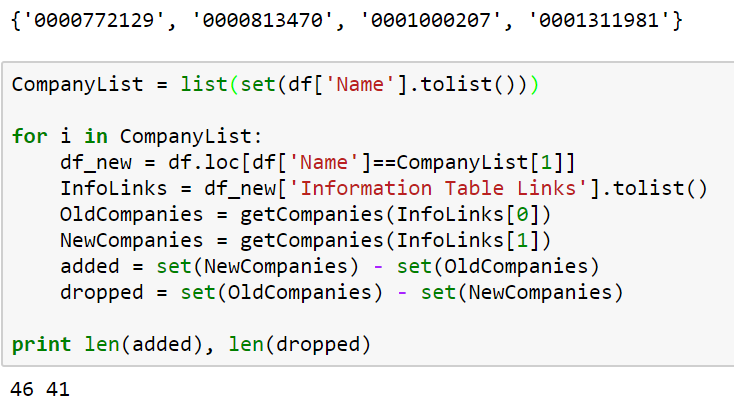 {'0000772129', '0000813470', '0001000207', '0001311981'}
CompanyList = list(set(df['Name'].tolist()))
for i in CompanyList:
    df_new = df.loc[df['Name']==CompanyList[1]]
    InfoLinks = df_new['Information Table Links'].tolist()
    OldCompanies = getCompanies(InfoLinks[0])
    NewCompanies = getCompanies(InfoLinks[1])
    added = set(NewCompanies) - set(OldCompanies)
    dropped = set(OldCompanies) - set(NewCompanies)
print len(added), len(dropped)
46 41